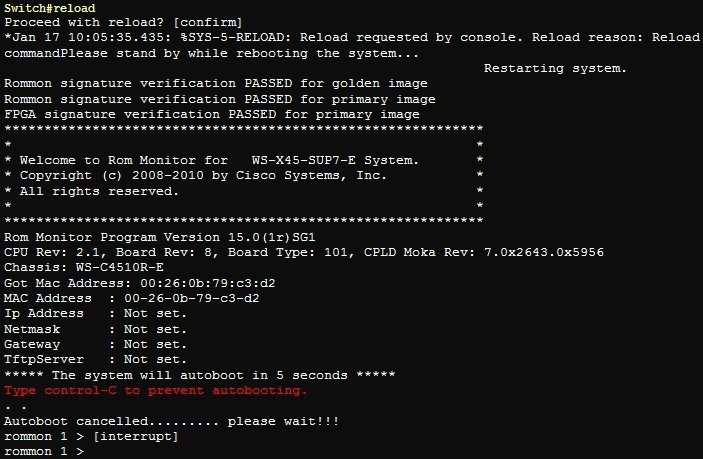 Switch#reload
Proceed with reload? [confirm]
*Jan 17 10:05:35.435: %SYS-5-RELOAD: Reload requested by console. Reload reason: Reload
commandPlease stand by while rebooting the system...
Restarting system.
Rommon signature verification PASSED for golden image
Rommon signature verification PASSED for primary image
FPGA signature verification PASSED for primary image
************************************************************
*                                                          *
* Welcome to Rom Monitor for   WS-X45-SUP7-E System.       *
* Copyright (c) 2008-2010 by Cisco Systems, Inc.           *
* All rights reserved.                                     *
*                                                          *
************************************************************
Rom Monitor Program Version 15.0(1r)SG1
CPU Rev: 2.1, Board Rev: 8, Board Type: 101, CPLD Moka Rev: 7.0x2643.0x5956
Chassis: WS-C4510R-E
Got Mac Address: 00:26:0b:79:c3:d2
MAC Address  : 00-26-0b-79-c3-d2
Ip Address   : Not set.
Netmask      : Not set.
Gateway      : Not set.
TftpServer   : Not set.
***** The system will autoboot in 5 seconds *****
Type control-C to prevent autobooting.
. .
Autoboot cancelled......... please wait!!!
rommon 1 > [interrupt]
rommon 1 >